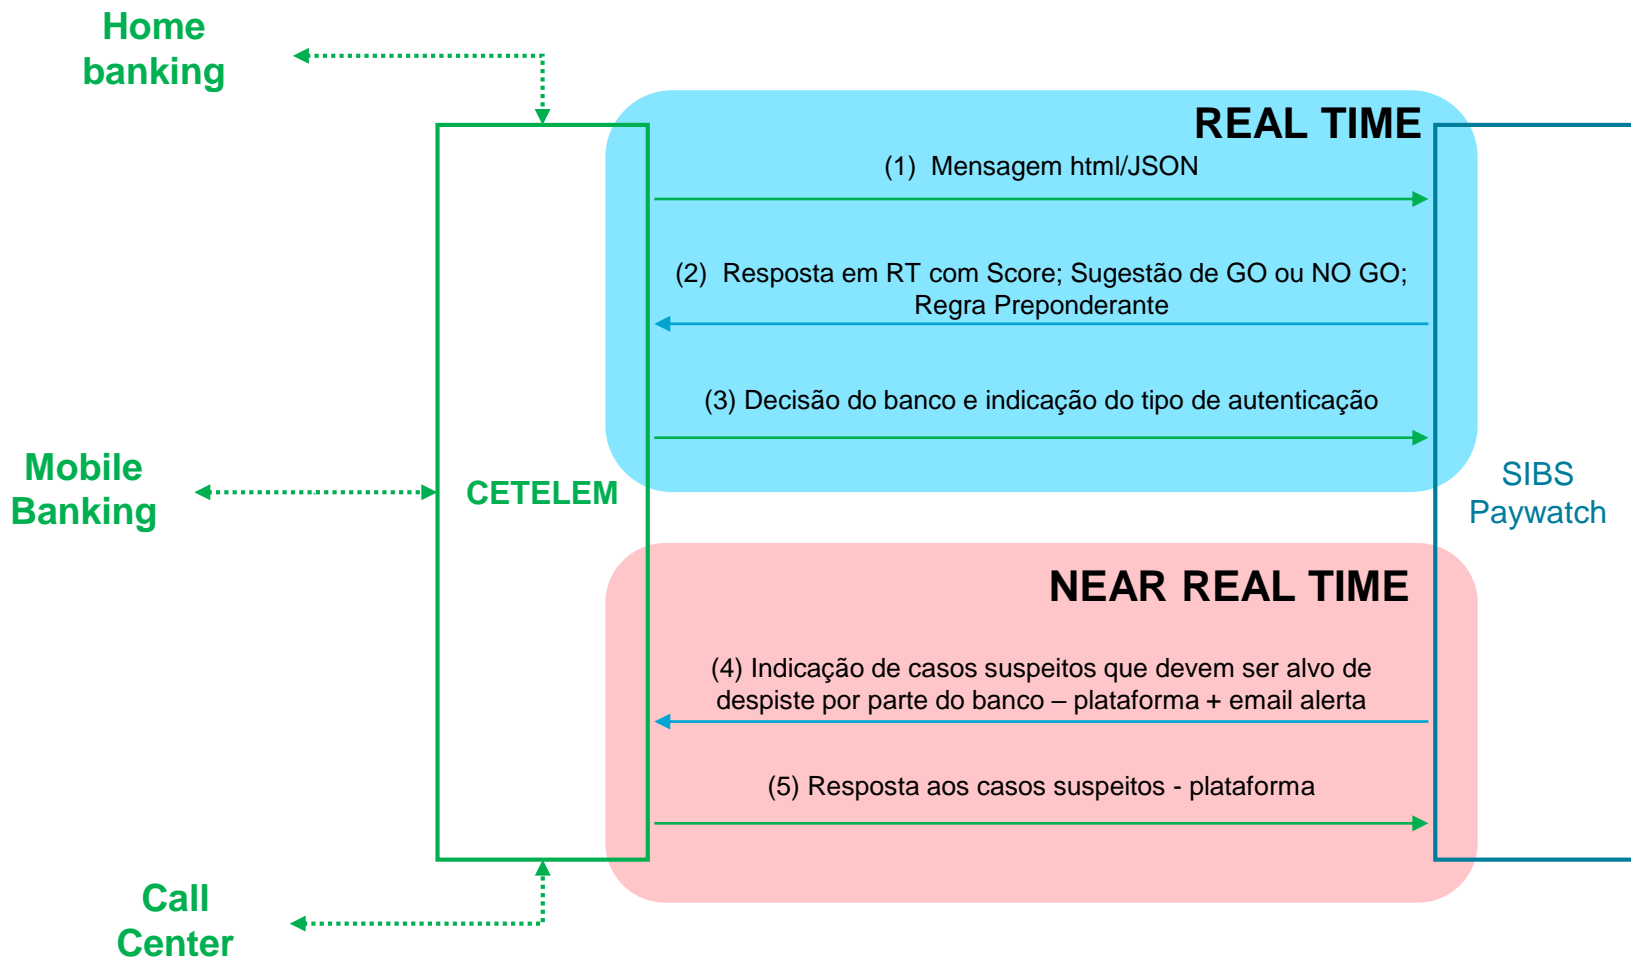 Home
banking
REAL TIME
(1) Mensagem html/JSON
(2) Resposta em RT com Score; Sugestão de GO ou NO GO;
Regra Preponderante
(3) Decisão do banco e indicação do tipo de autenticação
Mobile
Banking
CETELEM
SIBS
Paywatch
NEAR REAL TIME
(4) Indicação de casos suspeitos que devem ser alvo de
despiste por parte do banco – plataforma + email alerta
(5) Resposta aos casos suspeitos - plataforma
Call
Center